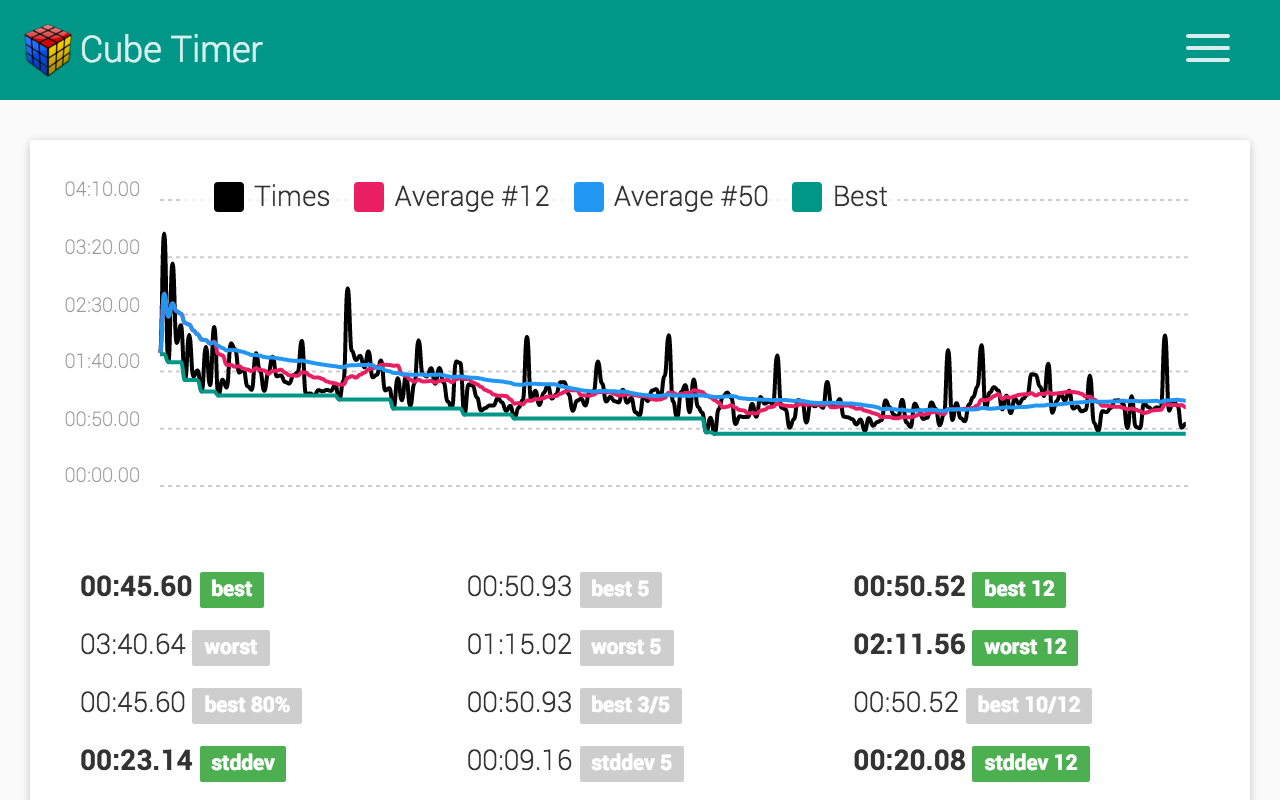 Cube Timer
04:10.00
Times Average #12 Average #50 Best
03:20.00
02:30.00
01:40.00
00:50.00
00:00.00
00:45.60 best 00:50.93 best 5 00:50.52 best 12
03:40.64 worst 01:15.02 worst 5 02:11.56 worst 12
00:45.60 best 80% 00:50.93 best 3/5 00:50.52 best 10/12
00:23.14 stddev 00:09.16 stddev 5 00:20.08 stddev 12